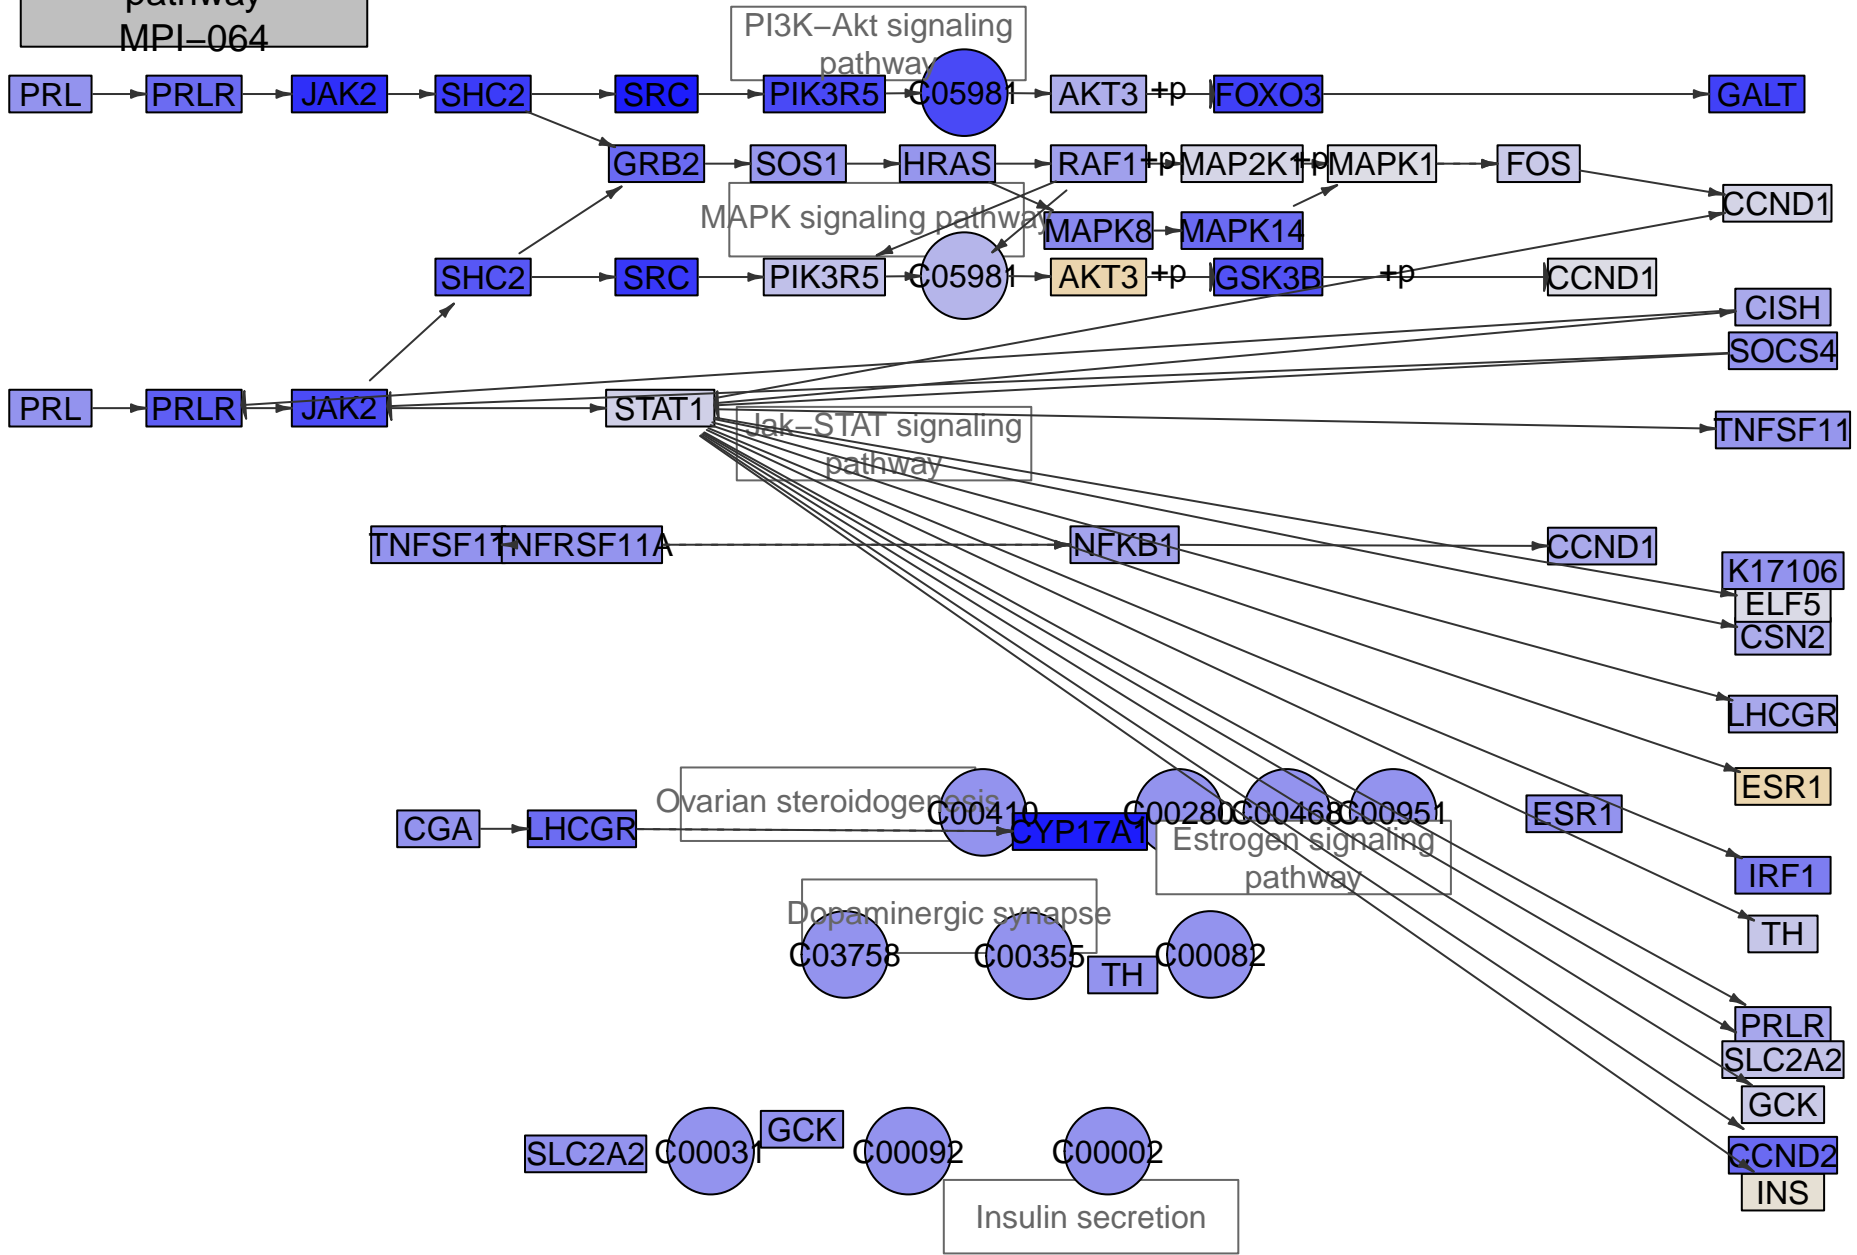 pathway
MPI−064
PI3K−Akt signaling
pathway
PRL
PRLR
JAK2
SHC2
SRC
PIK3R5
C05981
AKT3
+p
FOXO3
GALT
GRB2
SOS1
HRAS
RAF1
+p
MAP2K1
+p
MAPK1
FOS
CCND1
MAPK signaling pathway
MAPK8
MAPK14
SHC2
SRC
PIK3R5
C05981
AKT3
+p
GSK3B
+p
CCND1
CISH
SOCS4
PRL
PRLR
JAK2
STAT1
Jak−STAT signaling
pathway
TNFSF11
TNFSF11
TNFRSF11A
NFKB1
CCND1
K17106
ELF5
CSN2
LHCGR
ESR1
Ovarian steroidogenesis
C00410
C00280
C00468
C00951
ESR1
CGA
LHCGR
CYP17A1
Estrogen signaling
pathway
IRF1
Dopaminergic synapse
TH
C03758
C00355
TH
C00082
PRLR
SLC2A2
GCK
SLC2A2
C00031
GCK
C00092
C00002
CCND2
INS
Insulin secretion